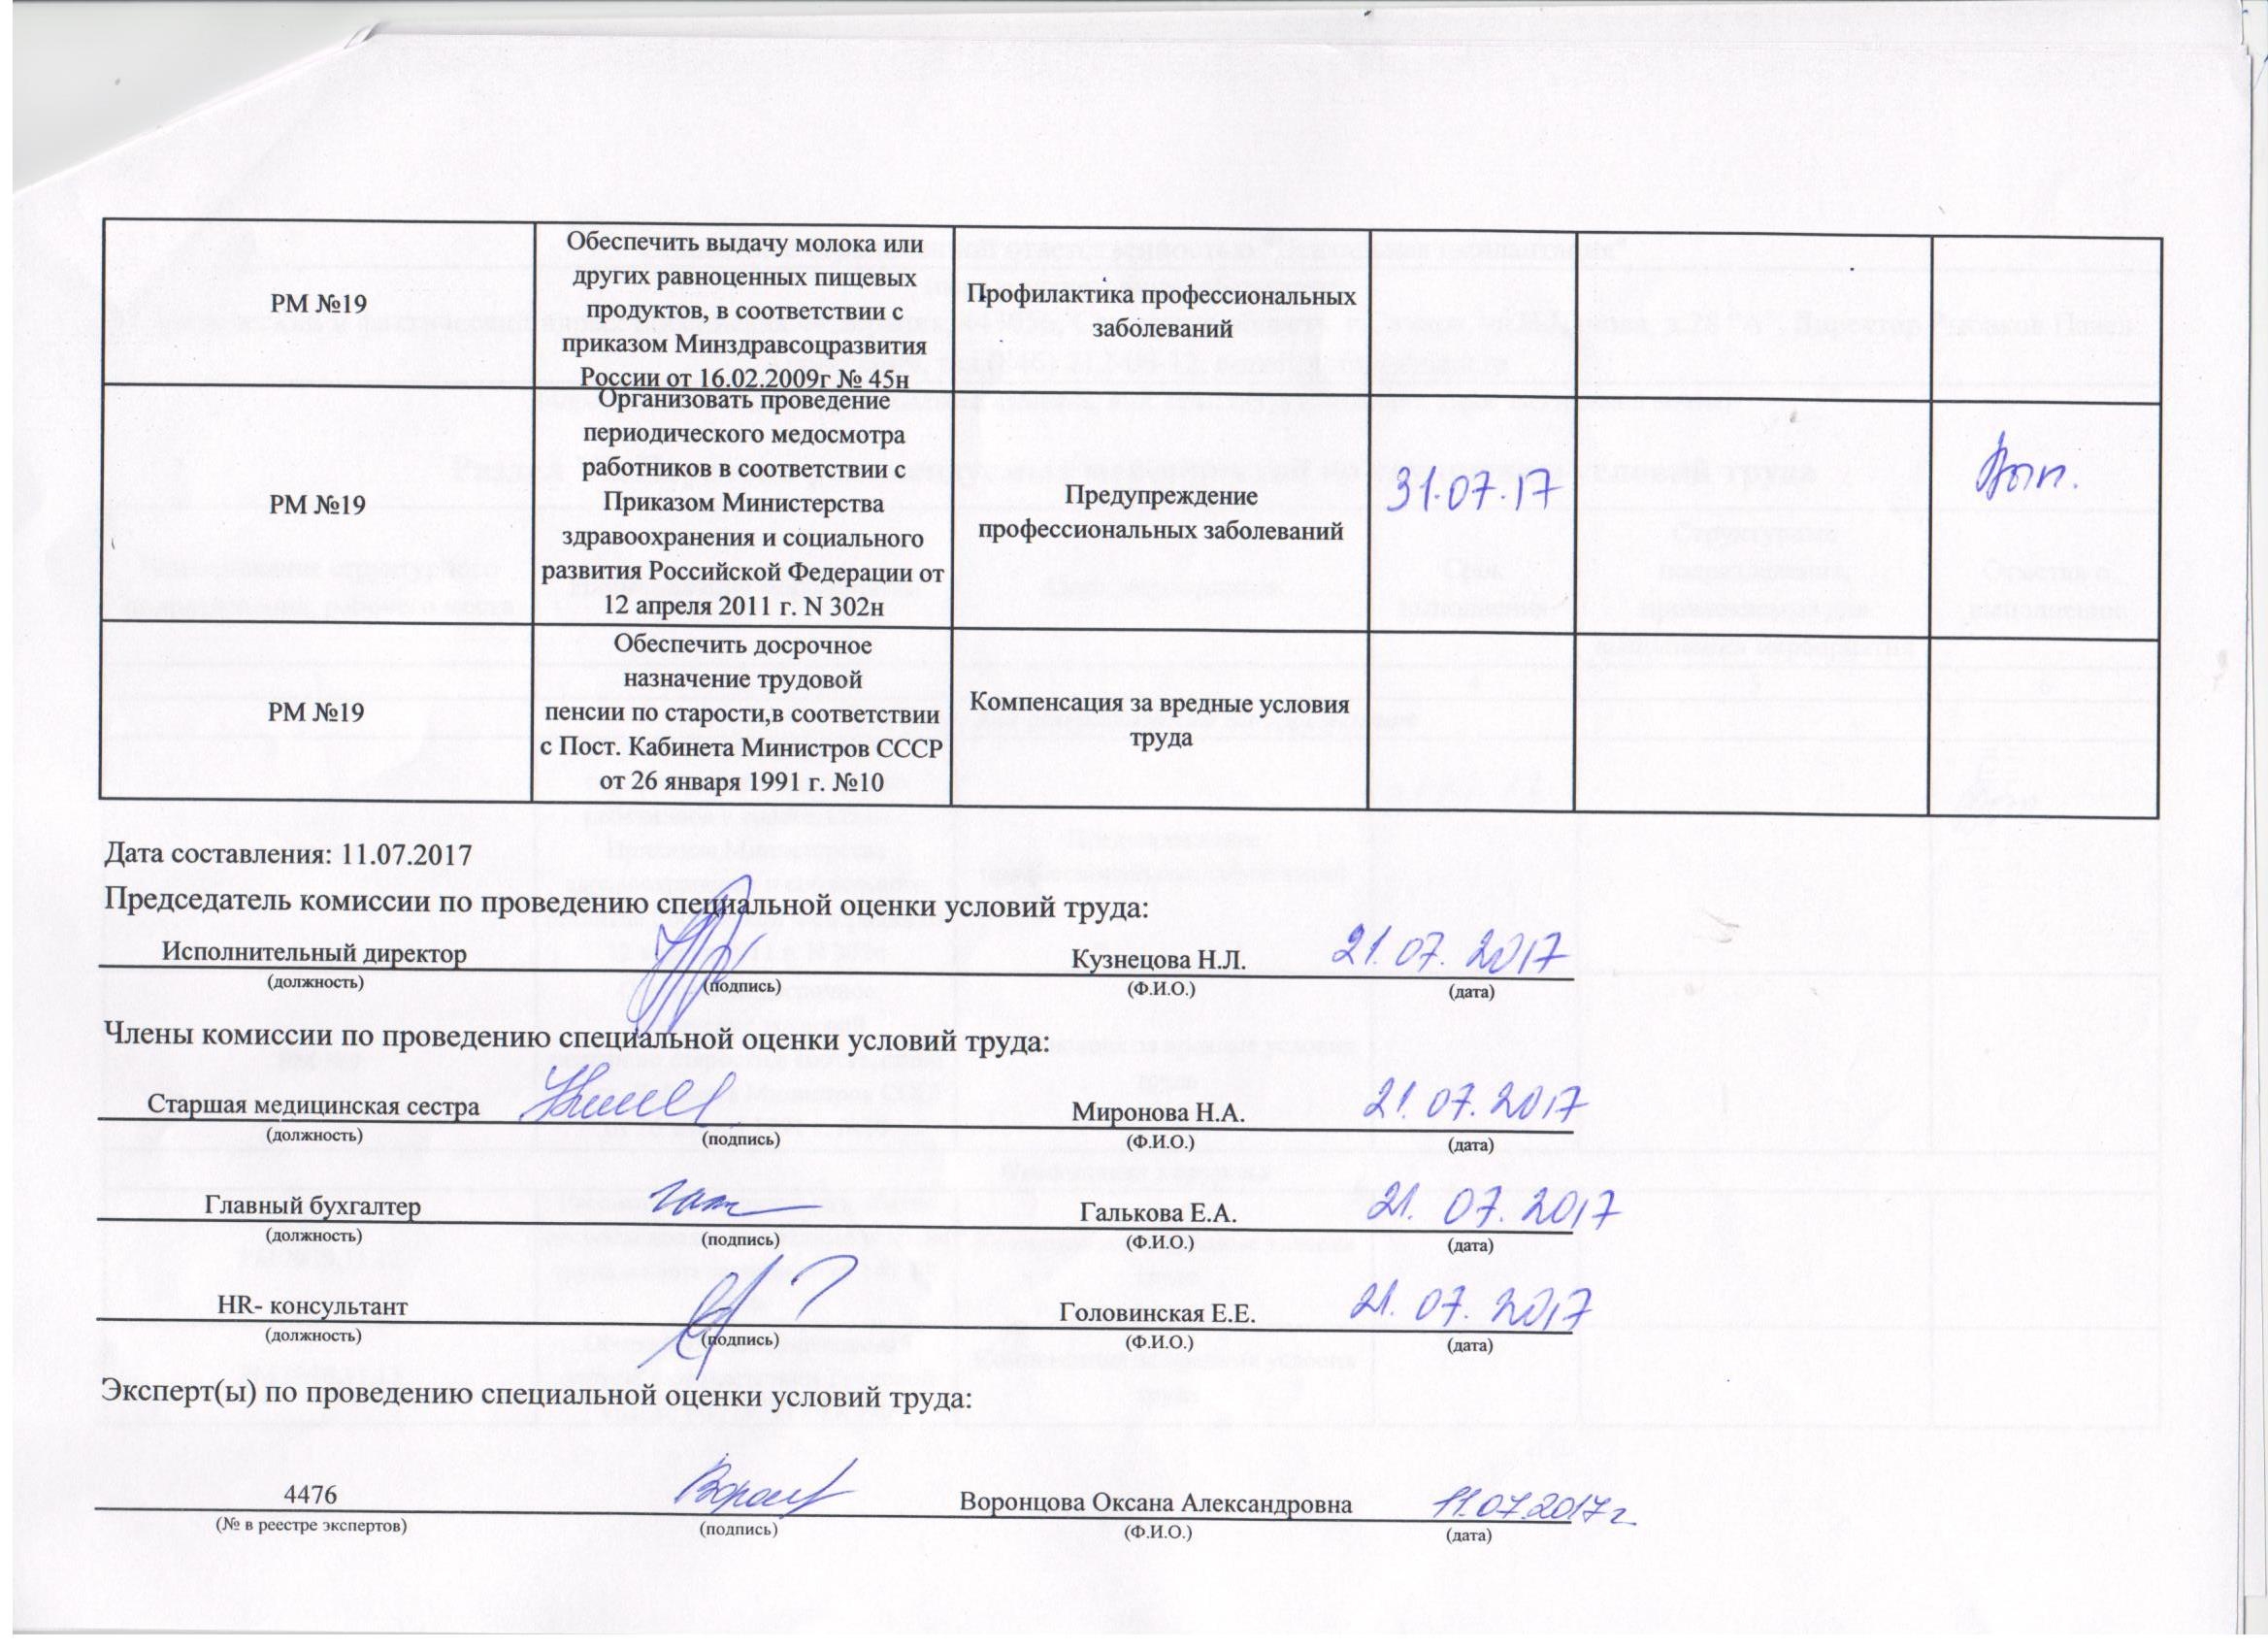 РМ №19
Обеспечить выдачу молока или
других равноценных пищевых
продуктов, в соответствии с
приказом Минздравсоцразвития
России от 16.02.2009г № 45н
Профилактика профессиональных
заболеваний
РМ №19
Организовать проведение
периодического медосмотра
работников в соответствии с
Приказом Министерства
здравоохранения и социального
развития Российской Федерации от
12 апреля 2011 г. N 302н
Предупреждение
профессиональных заболеваний
31.07.17
Вып.
РМ №19
Обеспечить досрочное
назначение трудовой
пенсии по старости,в соответствии
с Пост. Кабинета Министров СССР
от 26 января 1991 г. №10
Компенсация за вредные условия
труда
Дата составления: 11.07.2017
Председатель комиссии по проведению специальной оценки условий труда:
Исполнительный директор Кузнецова Н.Л. 21.07.2017
(должность) (подпись) (Ф.И.О.) (дата)
Члены комиссии по проведению специальной оценки условий труда:
Старшая медицинская сестра Миронова Н.А. 21.07.2017
(должность) (подпись) (Ф.И.О.) (дата)
Главный бухгалтер Галькова Е.А. 21.07.2017
(должность) (подпись) (Ф.И.О.) (дата)
HR- консультант Головинская Е.Е. 21.07.2017
(должность) (подпись) (Ф.И.О.) (дата)
Эксперт(ы) по проведению специальной оценки условий труда:
4476 Воронцова Оксана Александровна 11.07.2017г
(№ в реестре экспертов) (подпись) (Ф.И.О.) (дата)